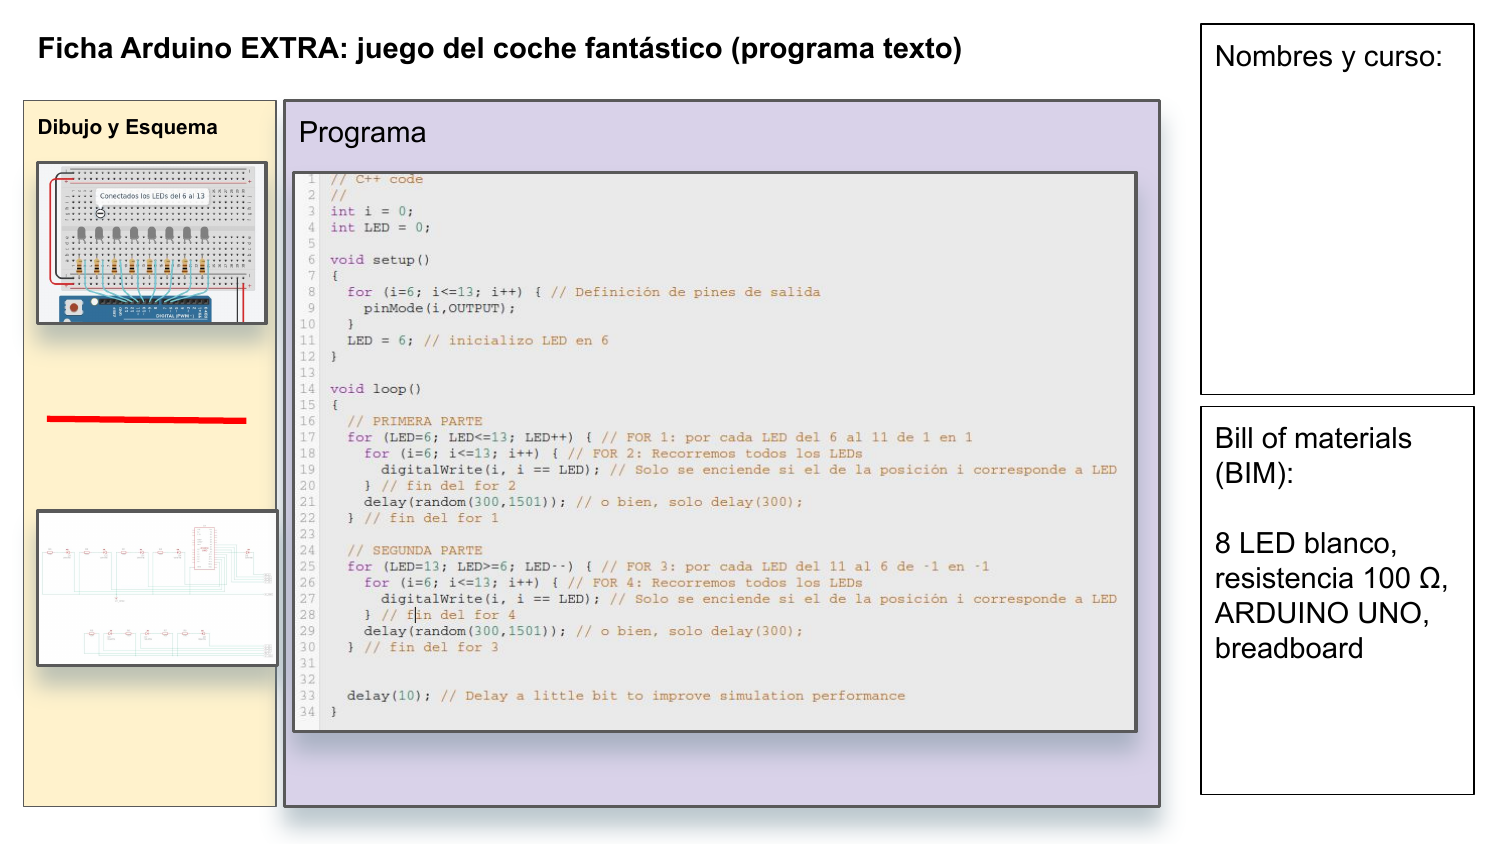 Ficha Arduino EXTRA: juego del coche fantástico (programa texto)
Nombres y curso:
Dibujo y Esquema
Conectados los LEDs del 6 al 13
DIGITAL (PWM~)
Programa
1 // C++ code
2 //
3 int i = 0;
4 int LED = 0;
5
6 void setup()
7 {
8 for (i=6; i<=13; i++) { // Definición de pines de salida
9 pinMode(i,OUTPUT);
10 }
11 LED = 6; // inicializo LED en 6
12 }
13
14 void loop()
15 {
16 // PRIMERA PARTE
17 for (LED=6; LED<=13; LED++) { // FOR 1: por cada LED del 6 al 11 de 1 en 1
18 for (i=6; i<=13; i++) { // FOR 2: Recorremos todos los LEDs
19 digitalWrite(i, i == LED); // Solo se enciende si el de la posición i corresponde a LED
20 } // fin del for 2
21 delay(random(300,1501)); // o bien, solo delay(300);
22 } // fin del for 1
23
24 // SEGUNDA PARTE
25 for (LED=13; LED>=6; LED--) { // FOR 3: por cada LED del 11 al 6 de -1 en -1
26 for (i=6; i<=13; i++) { // FOR 4: Recorremos todos los LEDs
27 digitalWrite(i, i == LED); // Solo se enciende si el de la posición i corresponde a LED
28 } // fin del for 4
29 delay(random(300,1501)); // o bien, solo delay(300);
30 } // fin del for 3
31
32
33 delay(10); // Delay a little bit to improve simulation performance
34 }
Bill of materials
(BIM):
8 LED blanco,
resistencia 100 Ω,
ARDUINO UNO,
breadboard